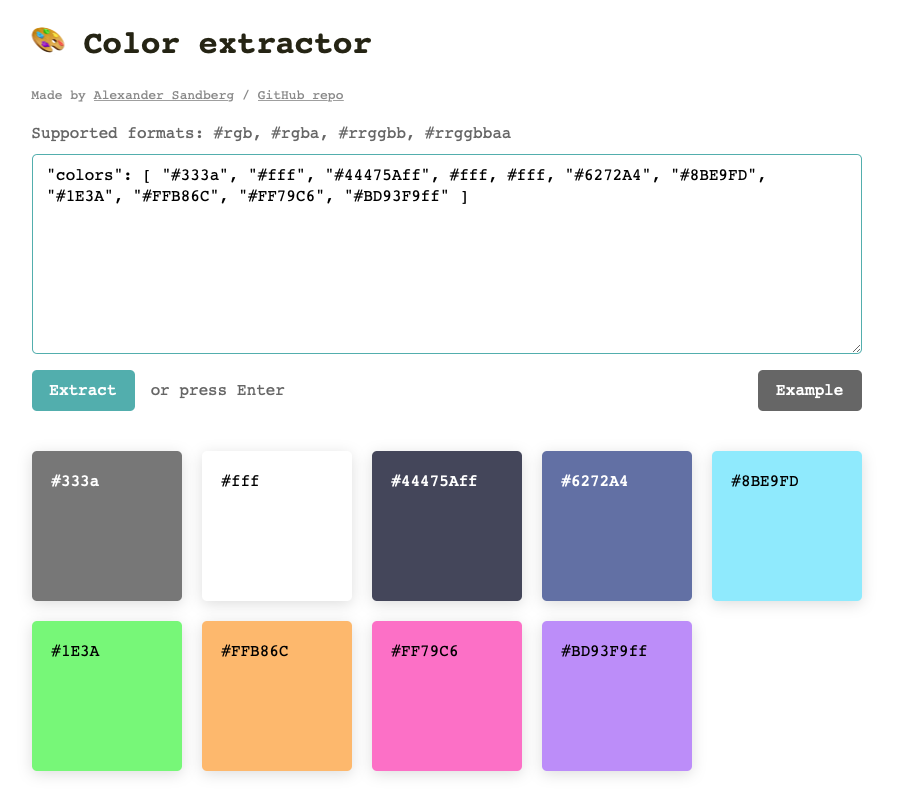 Color extractor
Made by Alexander Sandberg / GitHub repo
Supported formats: #rgb, #rgba, #rrggbb, #rrggbbaa
"colors": [ "#333a", "#fff", "#44475Aff", #fff, #fff, "#6272A4", "#8BE9FD",
"#1E3A", "#FFB86C", "#FF79C6", "#BD93F9ff" ]
Extract or press Enter Example
#333a #fff #44475Aff #6272A4 #8BE9FD
#1E3A #FFB86C #FF79C6 #BD93F9ff